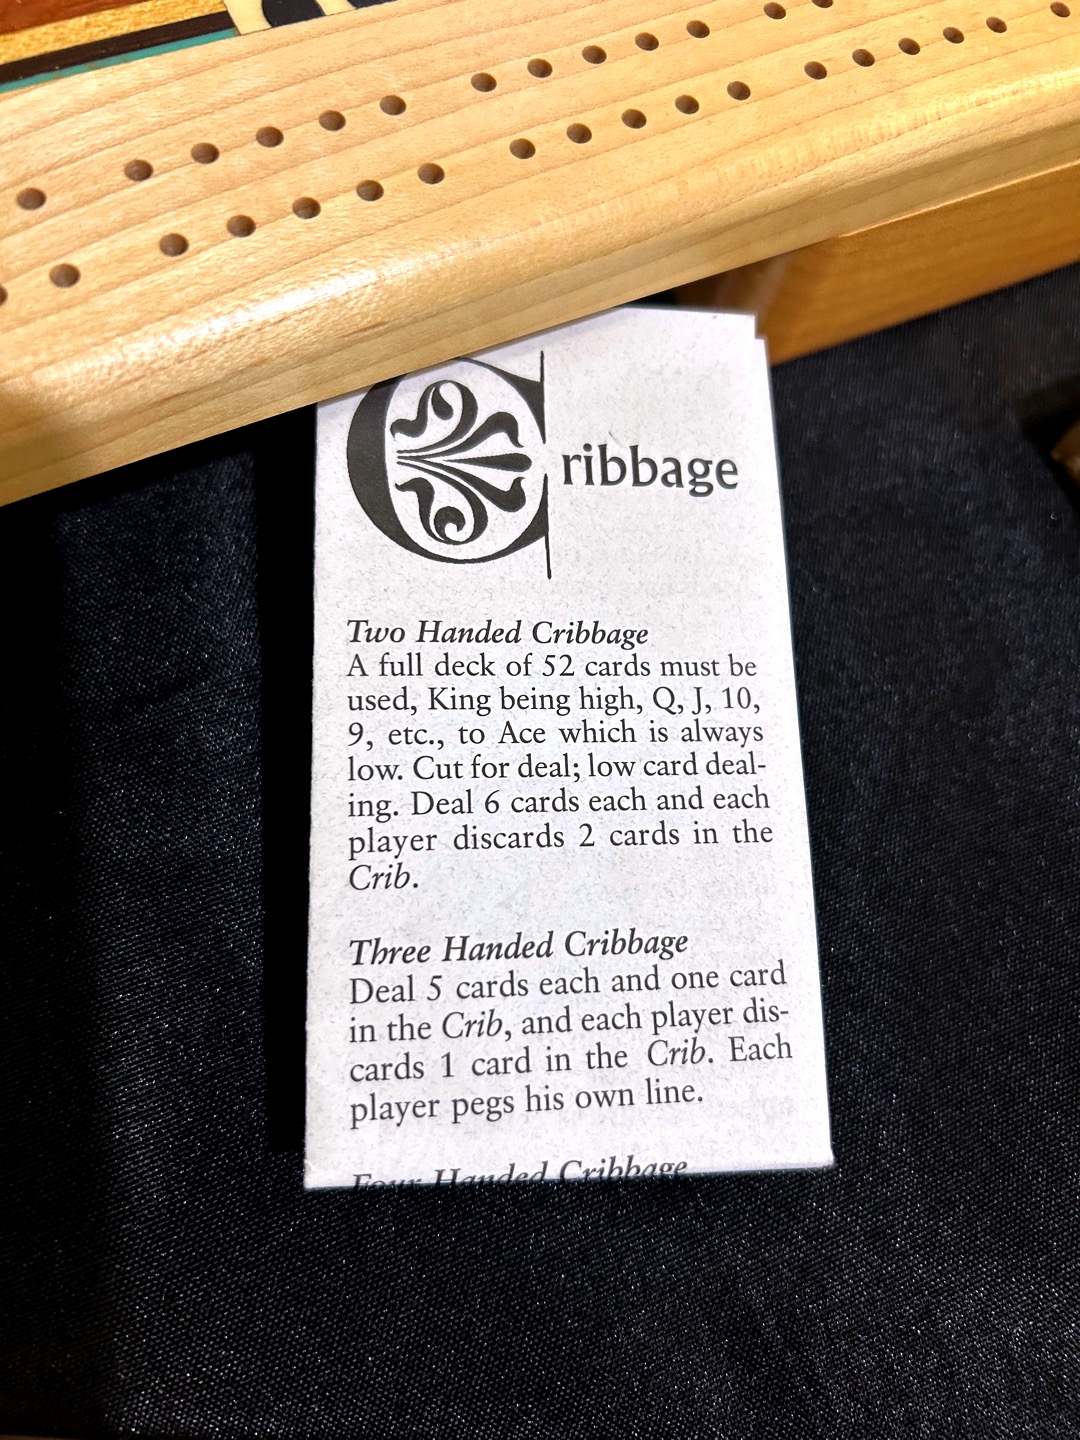 Cribbage
Two Handed Cribbage
A full deck of 52 cards must be
used, King being high, Q, J, 10,
9, etc., to Ace which is always
low. Cut for deal; low card deal-
ing. Deal 6 cards each and each
player discards 2 cards in the
Crib.
Three Handed Cribbage
Deal 5 cards each and one card
in the Crib, and each player dis-
cards 1 card in the Crib. Each
player pegs his own line.
Four Handed Cribbage